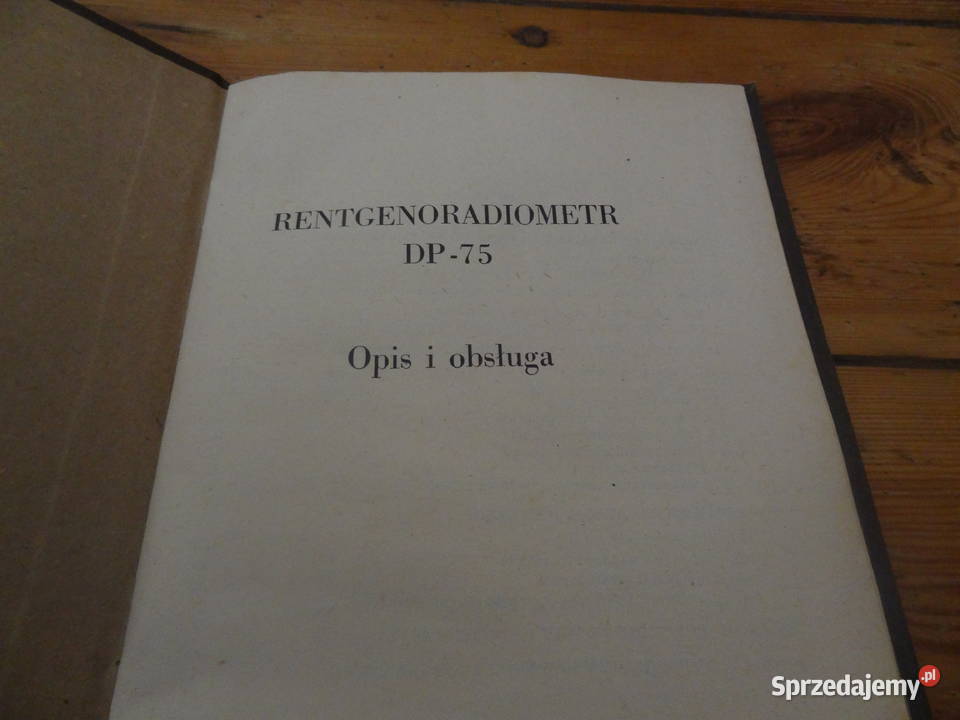 RENTGENORADIOMETR
DP-75
Opis i obsługa
Sprzedajemy.pl